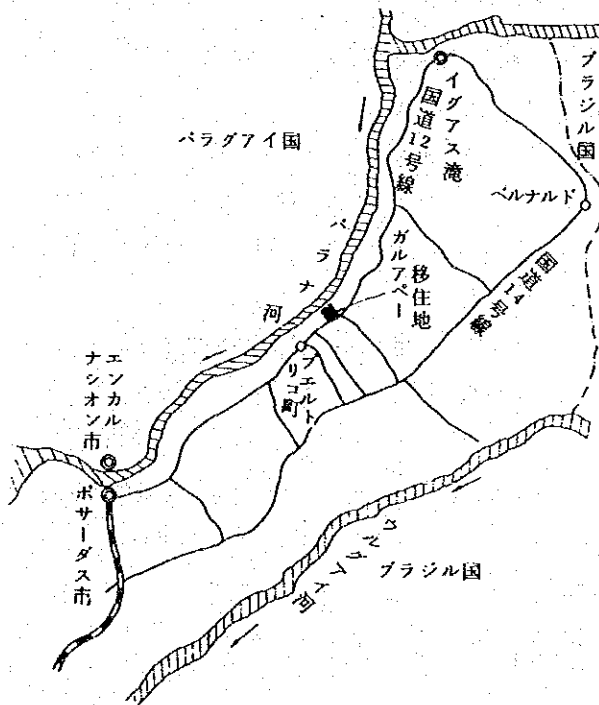 ブラジル国
イグアス滝
国道12号線
パラグアイ国
ベルナルド
パラナ河
ガルアペー
移住地
国道14号線
プエルト
リコ町
エンカル
ナシオン市
ポサーダス市
ウルグアイ河
ブラジル国